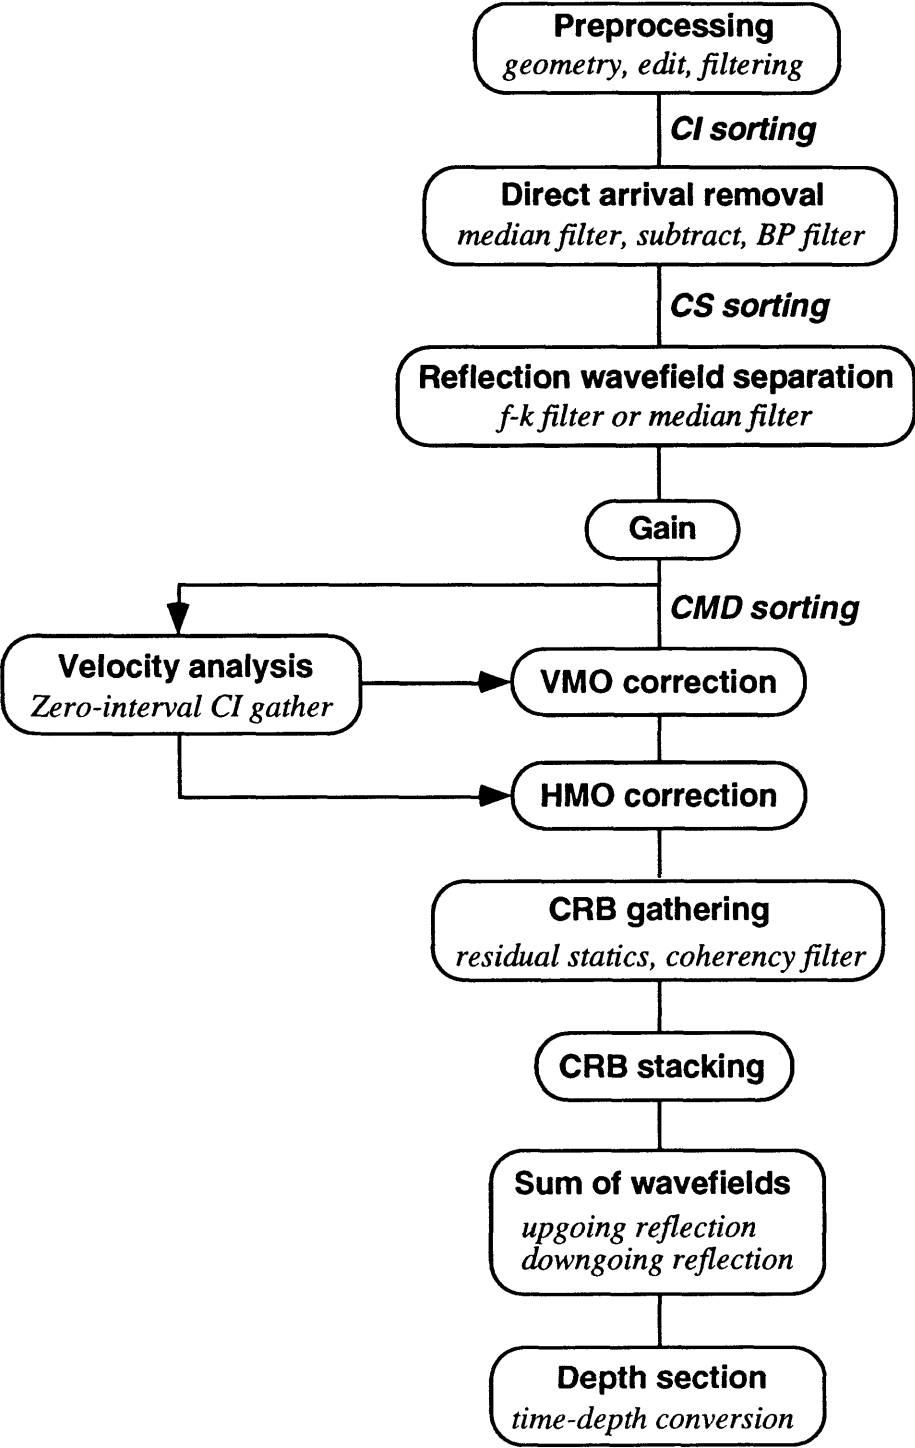 Preprocessing
geometry, edit, filtering
CI sorting
Direct arrival removal
median filter, subtract, BP filter
CS sorting
Reflection wavefield separation
f-k filter or median filter
Gain
CMD sorting
Velocity analysis
Zero-interval CI gather
VMO correction
HMO correction
CRB gathering
residual statics, coherency filter
CRB stacking
Sum of wavefields
upgoing reflection
downgoing reflection
Depth section
time-depth conversion